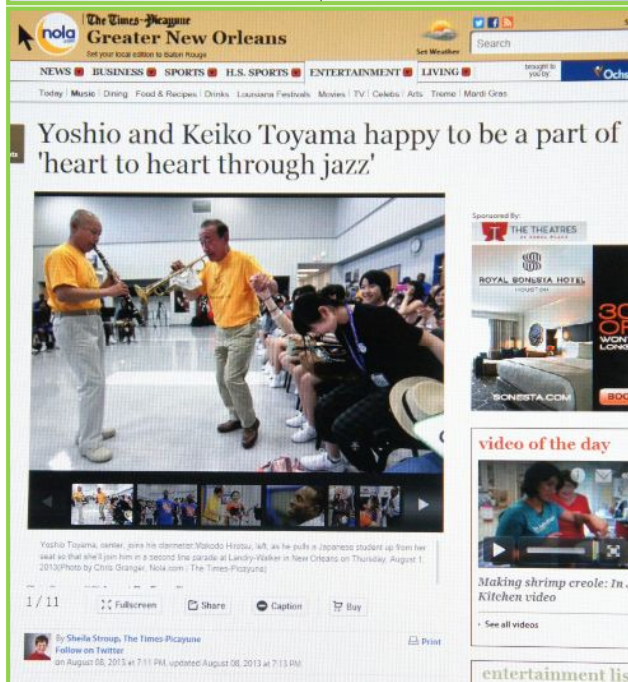 nola
.com
The Times-Picayune
Greater New Orleans
Set your local edition to Baton Rouge
Set Weather
Search
NEWS BUSINESS SPORTS H.S. SPORTS ENTERTAINMENT LIVING
brought to
you by:
Ochs
Today Music Dining Food & Recipes Drinks Louisiana Festivals Movies TV Celebs Arts Treme Mardi Gras
Yoshio and Keiko Toyama happy to be a part of
'heart to heart through jazz'
Sponsored By:
THE THEATRES
ROYAL SONESTA HOTEL
HOUSTON
30
OF
WON
LONG
SONESTA.COM
BOO
video of the day
Yoshio Toyama, center, joins his clarinetist Makodo Hirotsu, left, as he pulls a Japanese student up from her
seat so that she'll join him in a second line parade at Landry-Walker in New Orleans on Thursday, August 1,
2013(Photo by Chris Granger, Nola.com : The Times-Picayune)
1 / 11 Fullscreen Share Caption Buy
Making shrimp creole: In
Kitchen video
See all videos
By Sheila Stroup, The Times-Picayune
Follow on Twitter
on August 08, 2013 at 7:11 PM, updated August 08, 2013 at 7:13 PM
Print
entertainment lis